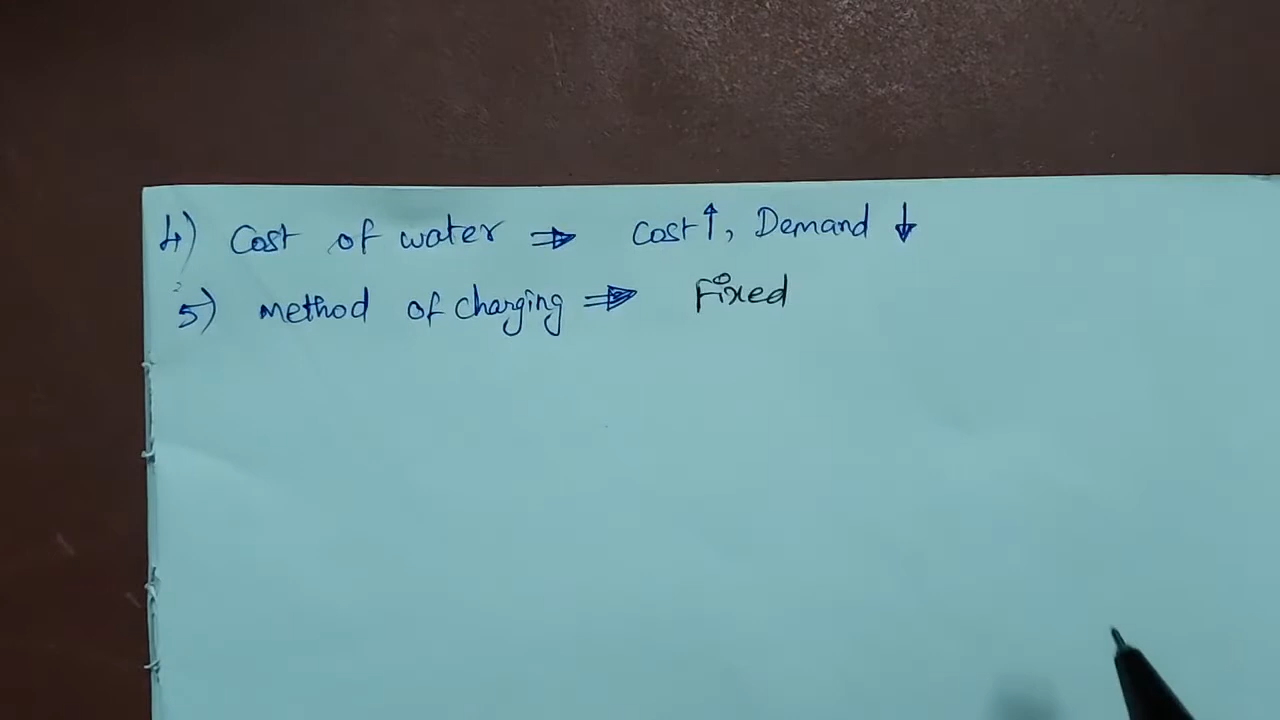 4) Cost of water ⇒ Cost ↑, Demand ↓
5) method of charging ⇒ Fixed